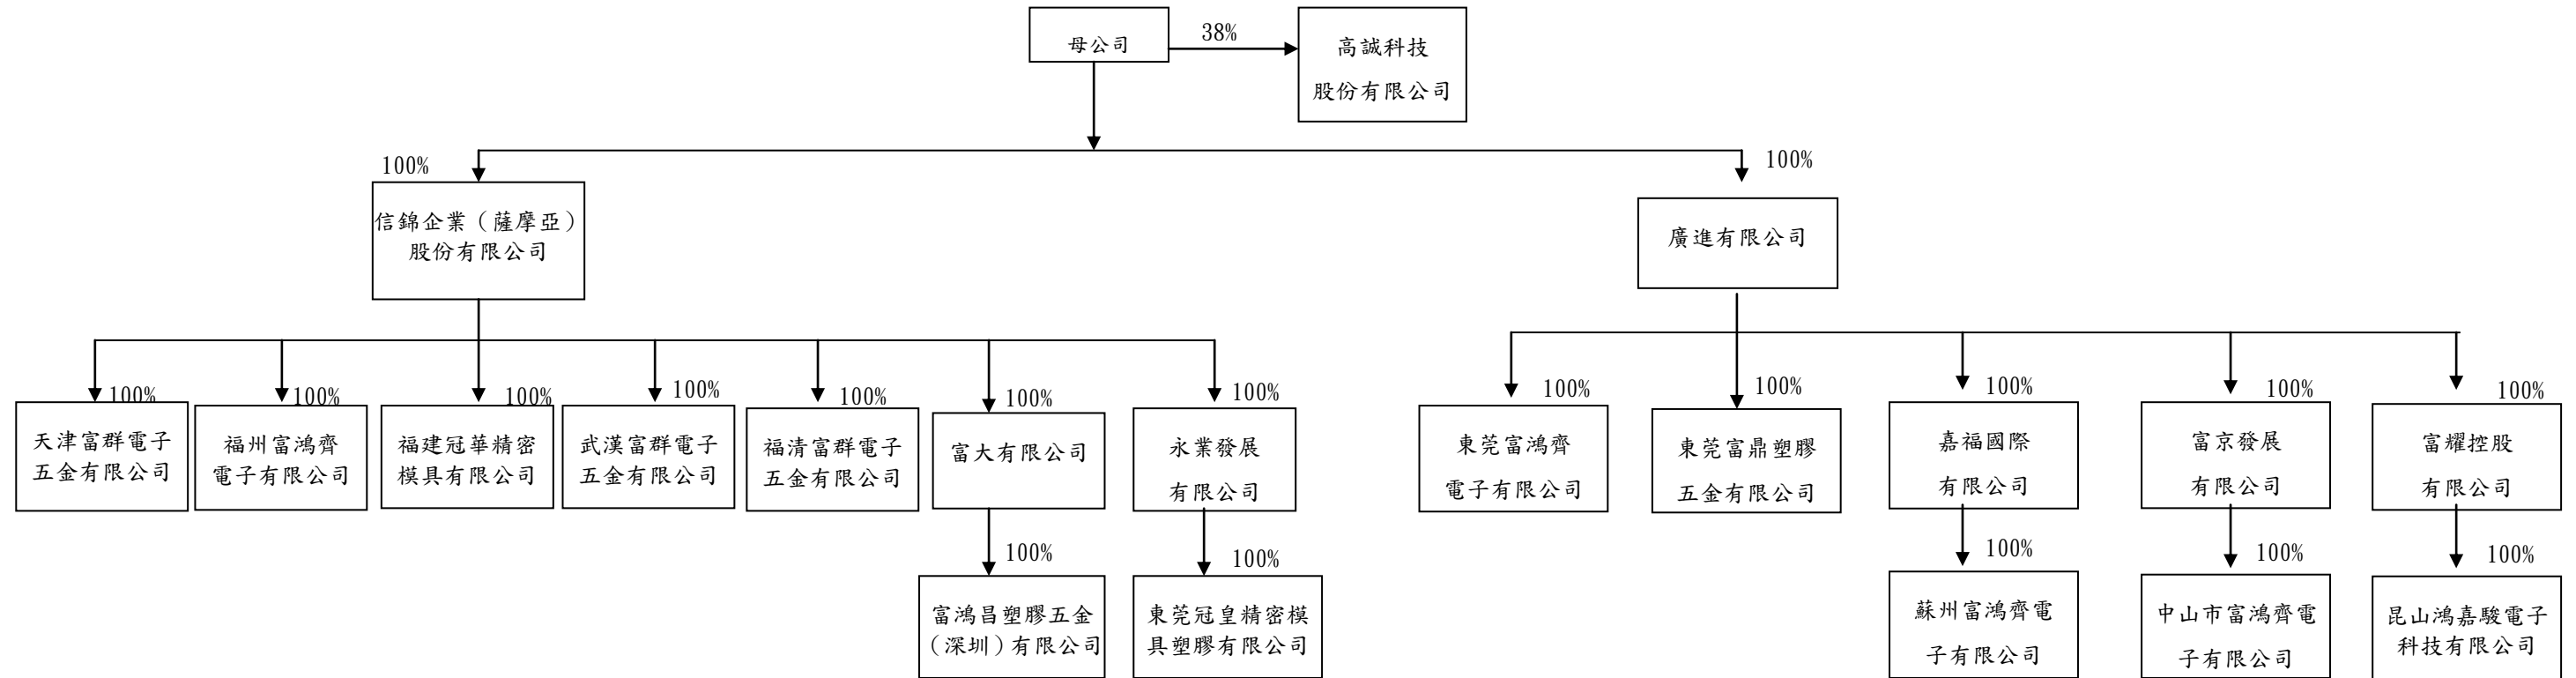 母公司
38%
高誠科技
股份有限公司
100%
100%
信錦企業（薩摩亞）
股份有限公司
廣進有限公司
100%
100%
100%
100%
100%
100%
100%
100%
100%
100%
100%
100%
天津富群電子
五金有限公司
福州富鴻齊
電子有限公司
福建冠華精密
模具有限公司
武漢富群電子
五金有限公司
福清富群電子
五金有限公司
富大有限公司
永業發展
有限公司
東莞富鴻齊
電子有限公司
東莞富鼎塑膠
五金有限公司
嘉福國際
有限公司
富京發展
有限公司
富耀控股
有限公司
100%
100%
100%
100%
100%
富鴻昌塑膠五金
（深圳）有限公司
東莞冠皇精密模
具塑膠有限公司
蘇州富鴻齊電
子有限公司
中山市富鴻齊電
子有限公司
昆山鴻嘉駿電子
科技有限公司